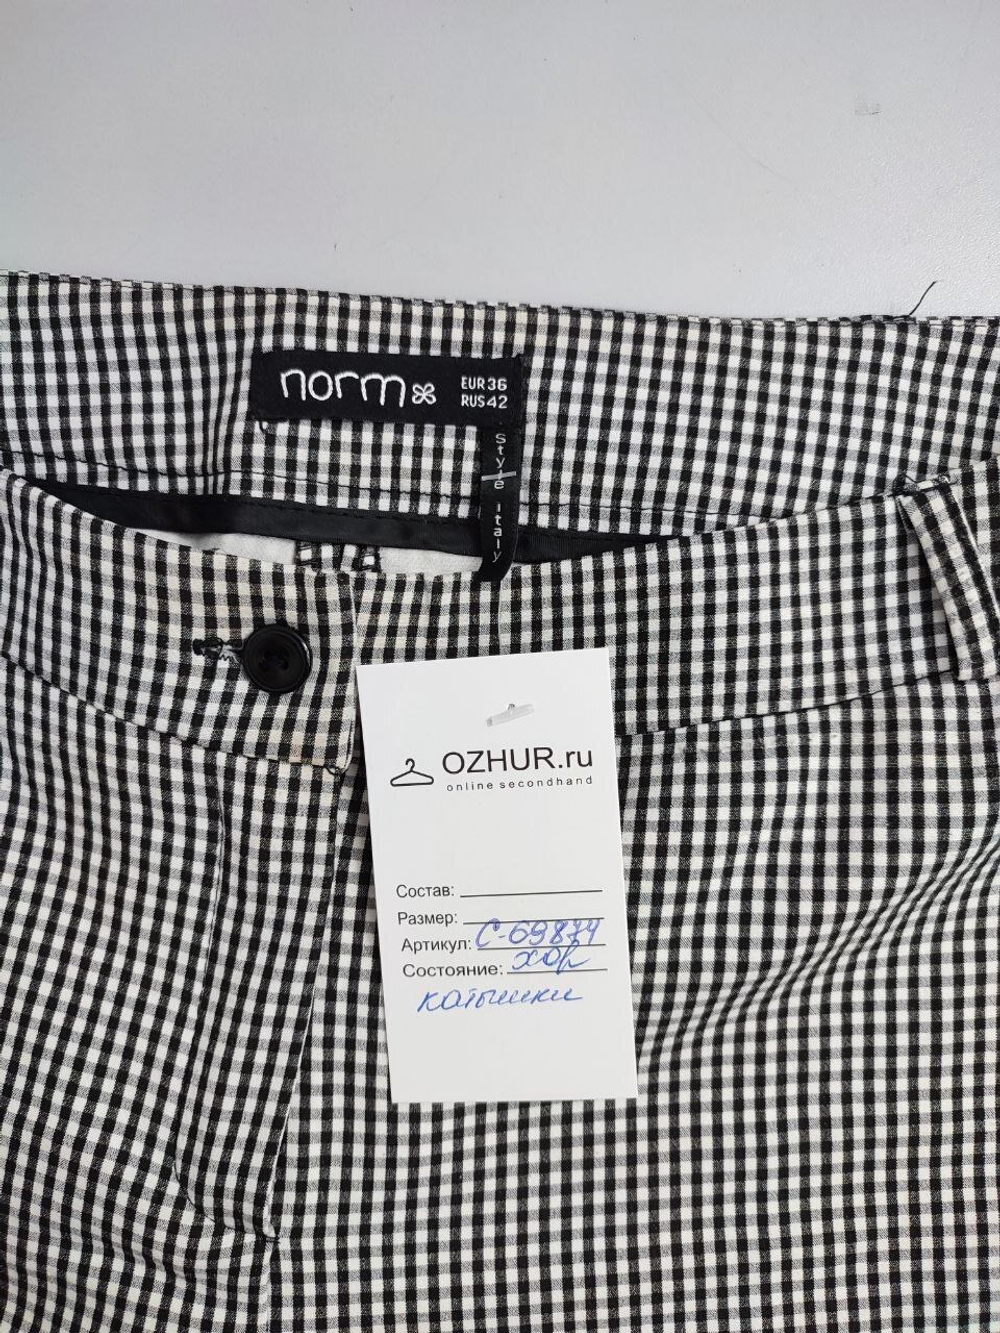 norm
EUR 36
RUS 42
Style italy
OZHUR.ru
online secondhand
Состав:
Размер:
Артикул: С-69874
Состояние: хор
катышки